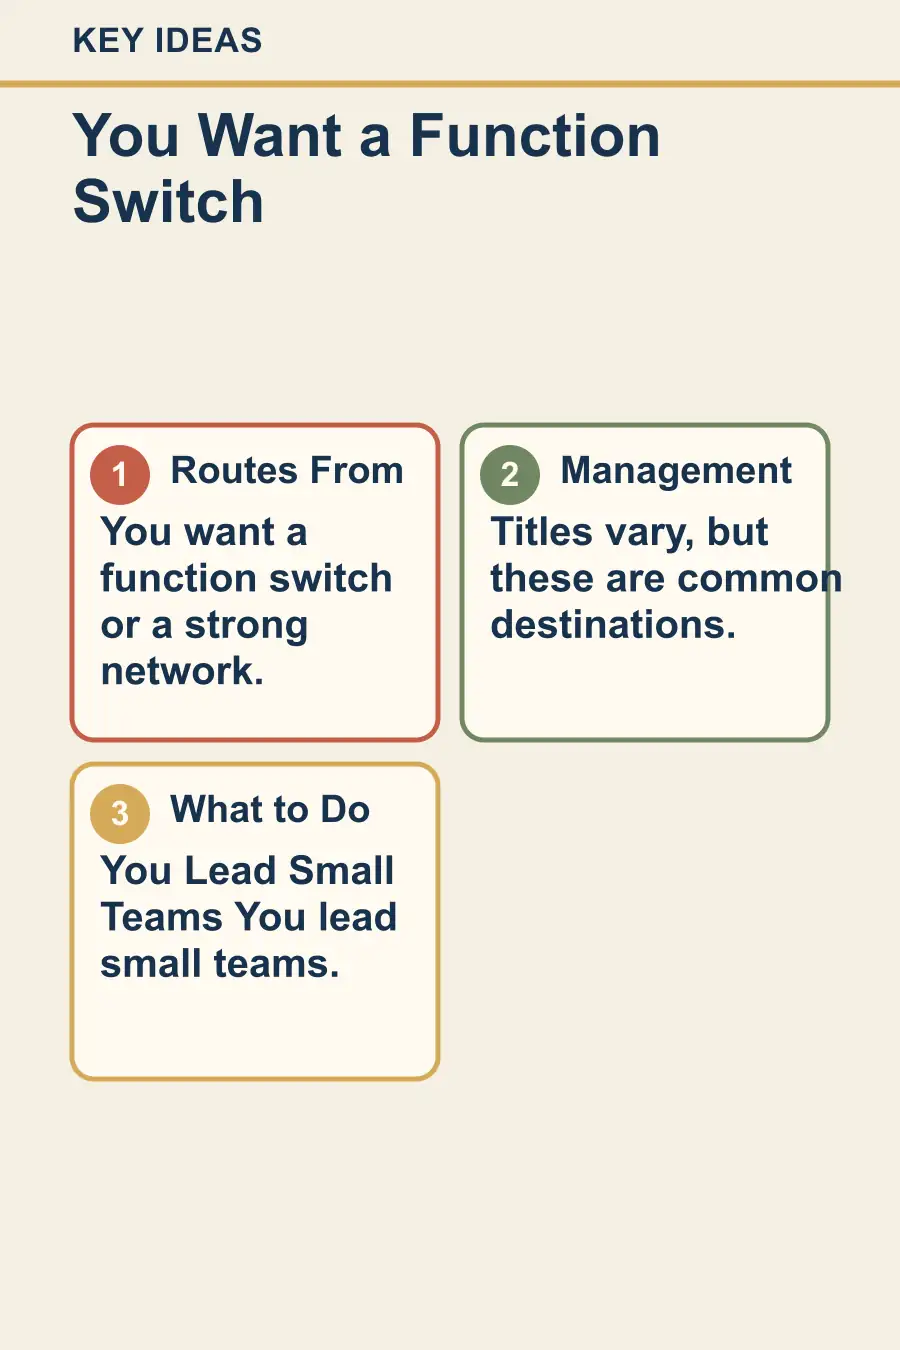 KEY IDEAS
You Want a Function
Switch
1 Routes From
You want a
function switch
or a strong
network.
2 Management
Titles vary, but
these are common
destinations.
3 What to Do
You Lead Small
Teams You lead
small teams.